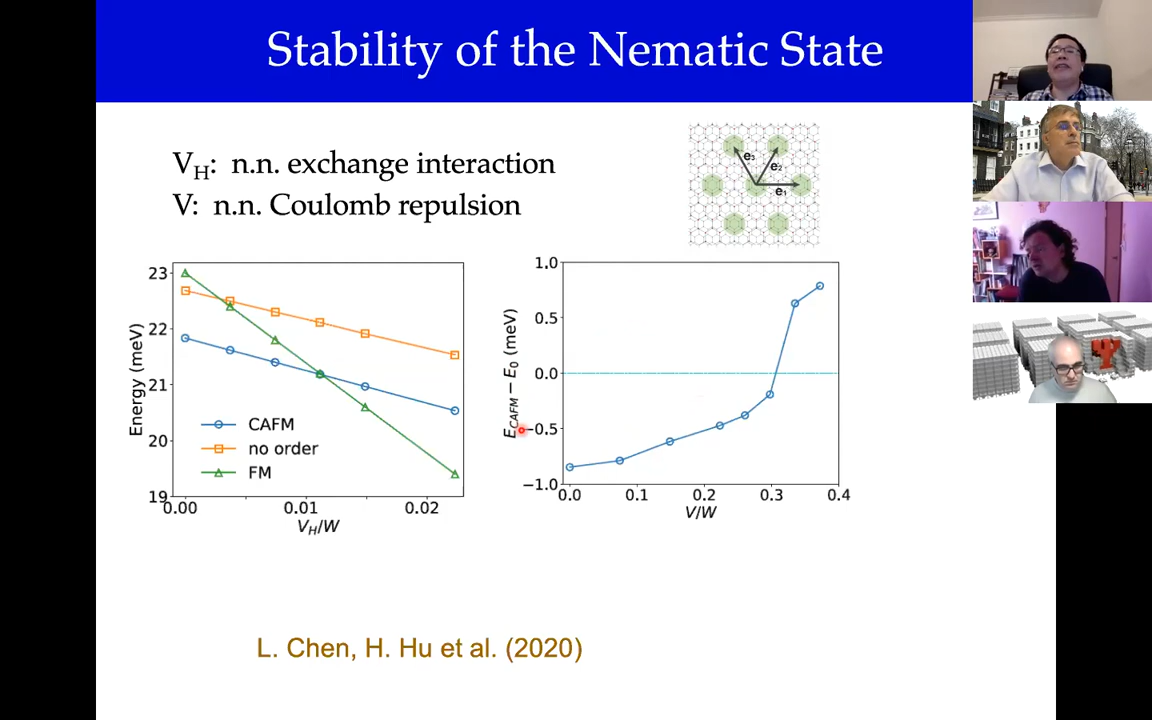 Stability of the Nematic State
V_H: n.n. exchange interaction
V: n.n. Coulomb repulsion
e₃
e₂
e₁
23
22
21
20
19
Energy (meV)
CAFM
no order
FM
0.00
0.01
0.02
V_H/W
1.0
0.5
0.0
−0.5
−1.0
E_CAFM − E₀ (meV)
0.0
0.1
0.2
0.3
0.4
V/W
L. Chen, H. Hu et al. (2020)